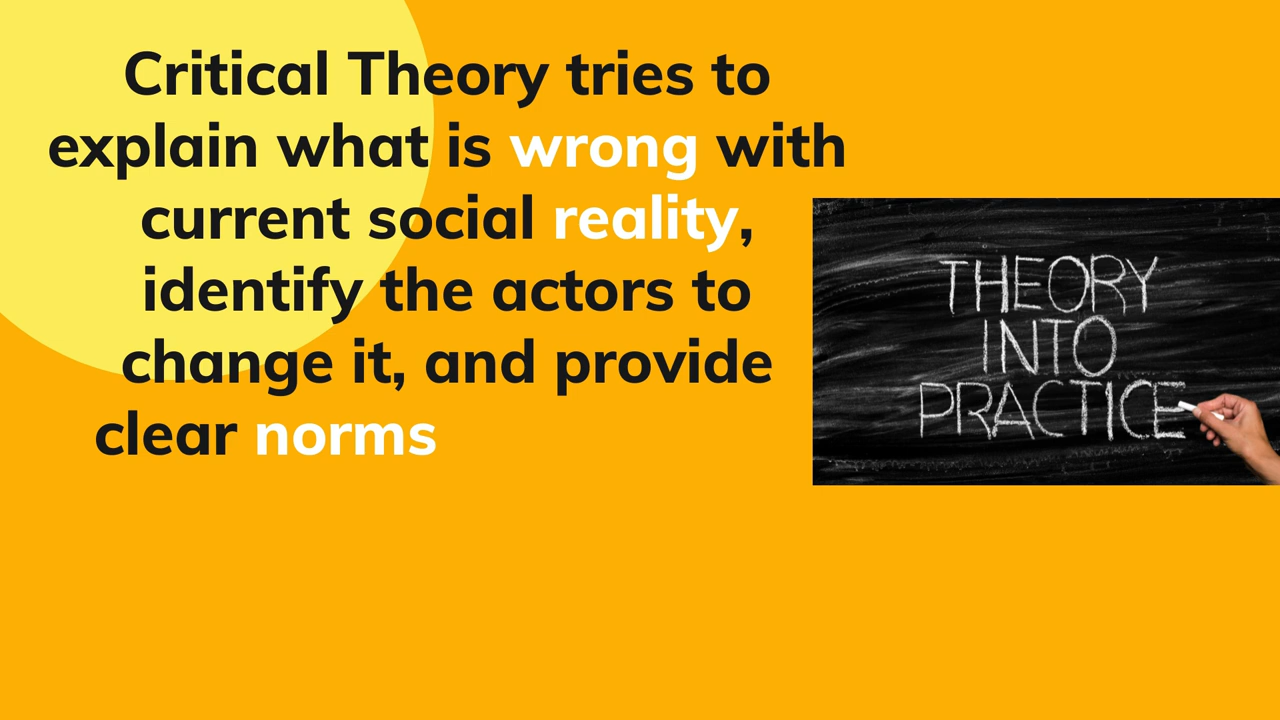 Critical Theory tries to
explain what is wrong with
current social reality,
identify the actors to
change it, and provide
clear norms
THEORY
INTO
PRACTICE